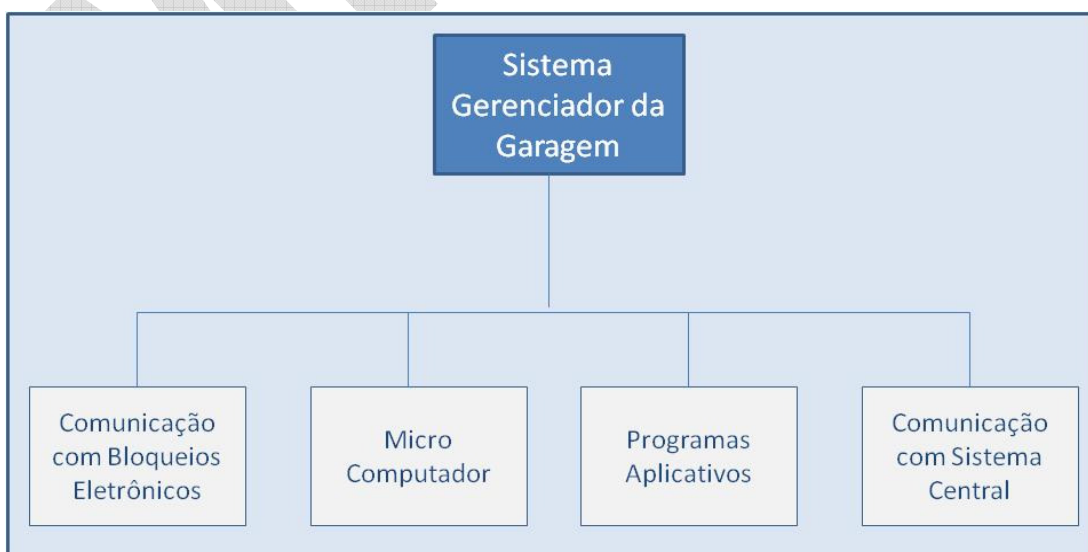 Sistema
Gerenciador da
Garagem
Comunicação
com Bloqueios
Eletrônicos
Micro
Computador
Programas
Aplicativos
Comunicação
com Sistema
Central